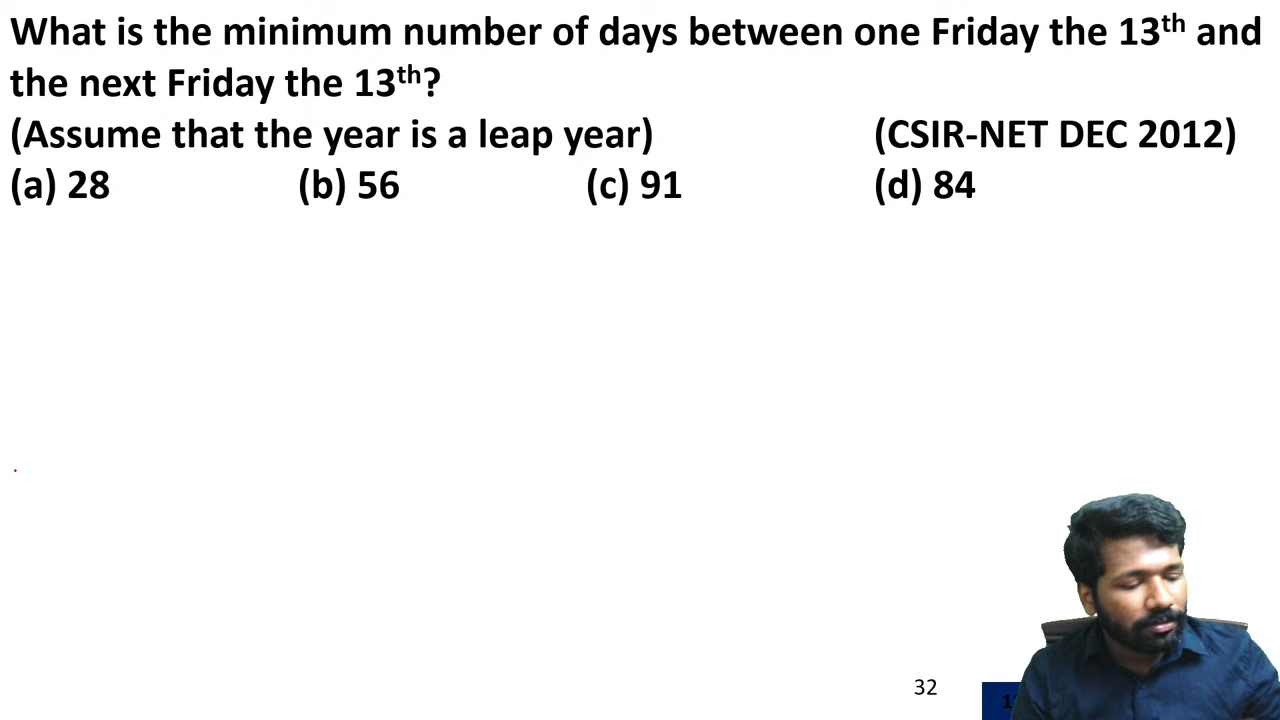 What is the minimum number of days between one Friday the 13th and
the next Friday the 13th?
(Assume that the year is a leap year) (CSIR-NET DEC 2012)
(a) 28 (b) 56 (c) 91 (d) 84
32